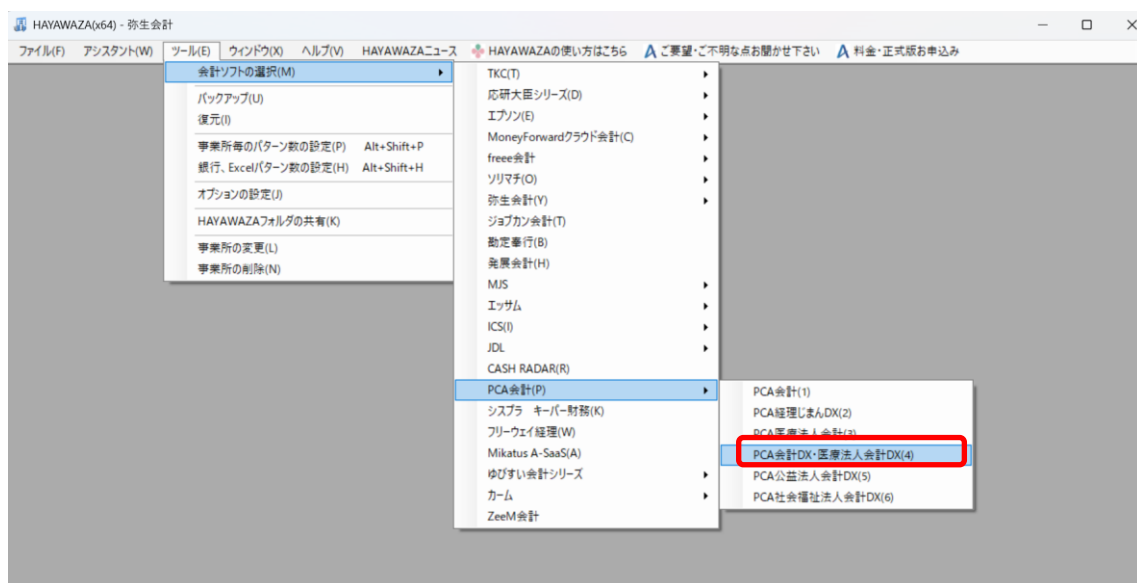 HAYAWAZA(x64) - 弥生会計
ファイル(F) アシスタント(W) ツール(E) ウィンドウ(X) ヘルプ(V) HAYAWAZAニュース HAYAWAZAの使い方はこちら ご要望・ご不明な点お聞かせ下さい 料金・正式版お申込み
会計ソフトの選択(M)
バックアップ(U)
復元(I)
事業所毎のパターン数の設定(P) Alt+Shift+P
銀行、Excelパターン数の設定(H) Alt+Shift+H
オプションの設定(J)
HAYAWAZAフォルダの共有(K)
事業所の変更(L)
事業所の削除(N)
TKC(T)
応研大臣シリーズ(D)
エプソン(E)
MoneyForwardクラウド会計(C)
freee会計
ソリマチ(O)
弥生会計(Y)
ジョブカン会計(T)
勘定奉行(B)
発展会計(H)
MJS
エッサム
ICS(I)
JDL
CASH RADAR(R)
PCA会計(P)
シスプラ キーパー財務(K)
フリーウェイ経理(W)
Mikatus A-SaaS(A)
ゆびすい会計シリーズ
カーム
ZeeM会計
PCA会計(1)
PCA経理じまんDX(2)
PCA医療法人会計(3)
PCA会計DX・医療法人会計DX(4)
PCA公益法人会計DX(5)
PCA社会福祉法人会計DX(6)